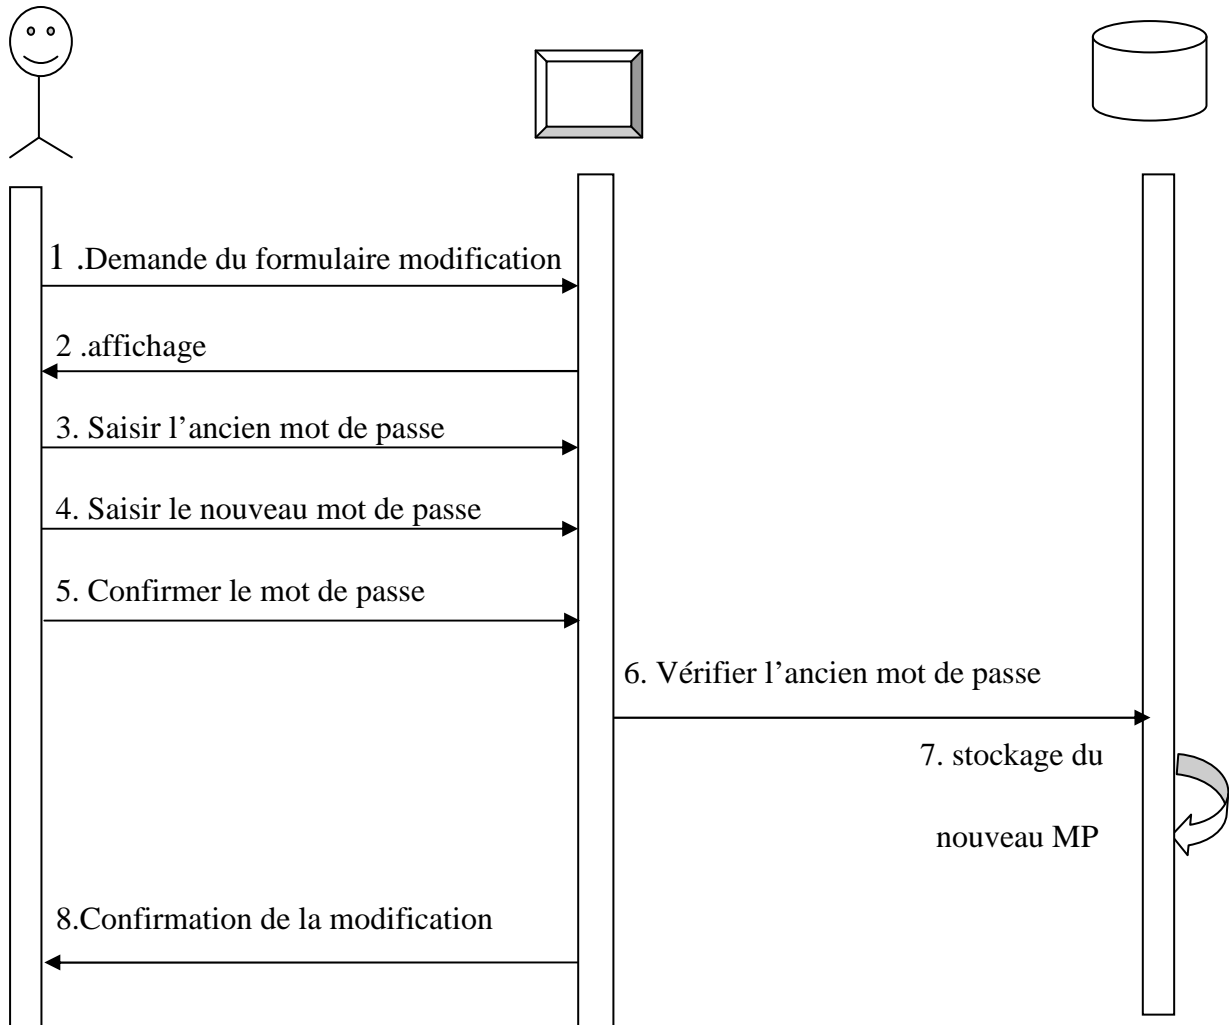 1 .Demande du formulaire modification
2 .affichage
3. Saisir l’ancien mot de passe
4. Saisir le nouveau mot de passe
5. Confirmer le mot de passe
6. Vérifier l’ancien mot de passe
7. stockage du
nouveau MP
8.Confirmation de la modification